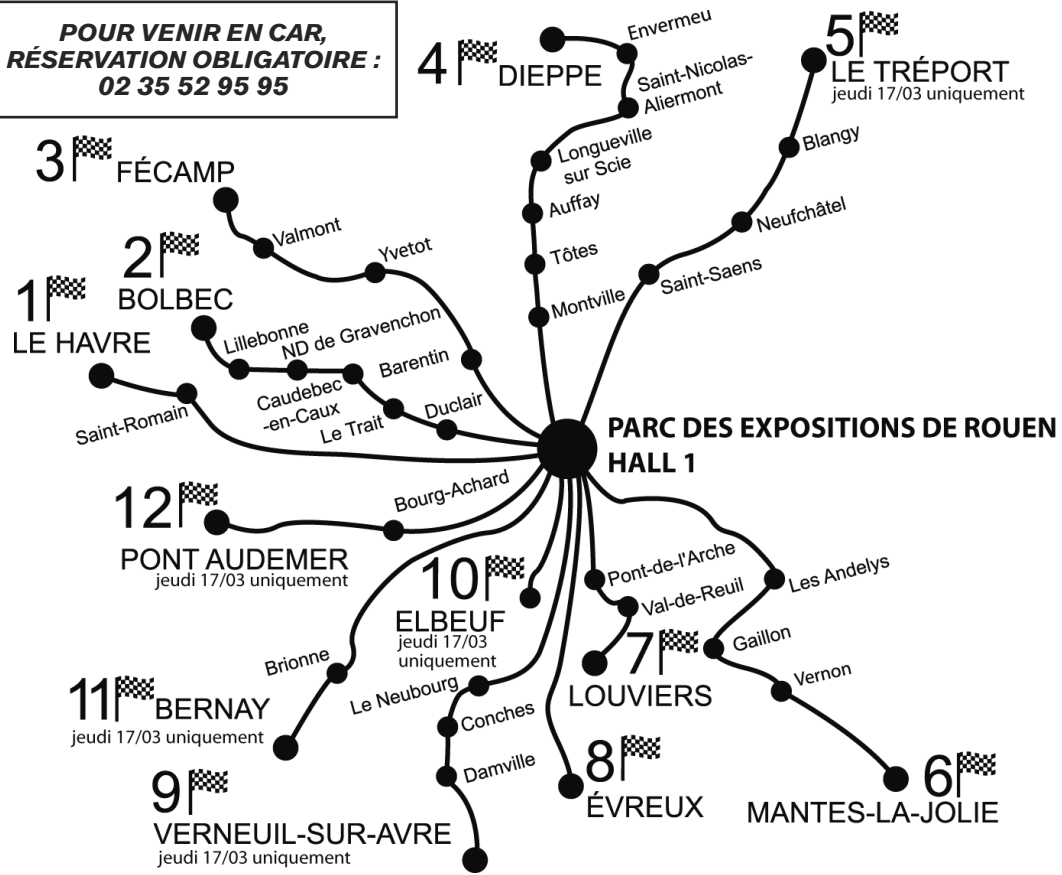 POUR VENIR EN CAR,
RÉSERVATION OBLIGATOIRE :
02 35 52 95 95
4
DIEPPE
Envermeu
Saint-Nicolas-
Aliermont
Longueville
sur Scie
Auffay
Tôtes
Montville
5
LE TRÉPORT
jeudi 17/03 uniquement
Blangy
Neufchâtel
Saint-Saens
3
FÉCAMP
Valmont
Yvetot
Barentin
2
BOLBEC
Lillebonne
ND de Gravenchon
Caudebec
-en-Caux
Le Trait
Duclair
1
LE HAVRE
Saint-Romain
PARC DES EXPOSITIONS DE ROUEN
HALL 1
12
PONT AUDEMER
jeudi 17/03 uniquement
Bourg-Achard
10
ELBEUF
jeudi 17/03
uniquement
Pont-de-l'Arche
Val-de-Reuil
7
LOUVIERS
Les Andelys
Gaillon
Vernon
6
MANTES-LA-JOLIE
11
BERNAY
jeudi 17/03 uniquement
Brionne
Le Neubourg
Conches
Damville
9
VERNEUIL-SUR-AVRE
jeudi 17/03 uniquement
8
ÉVREUX